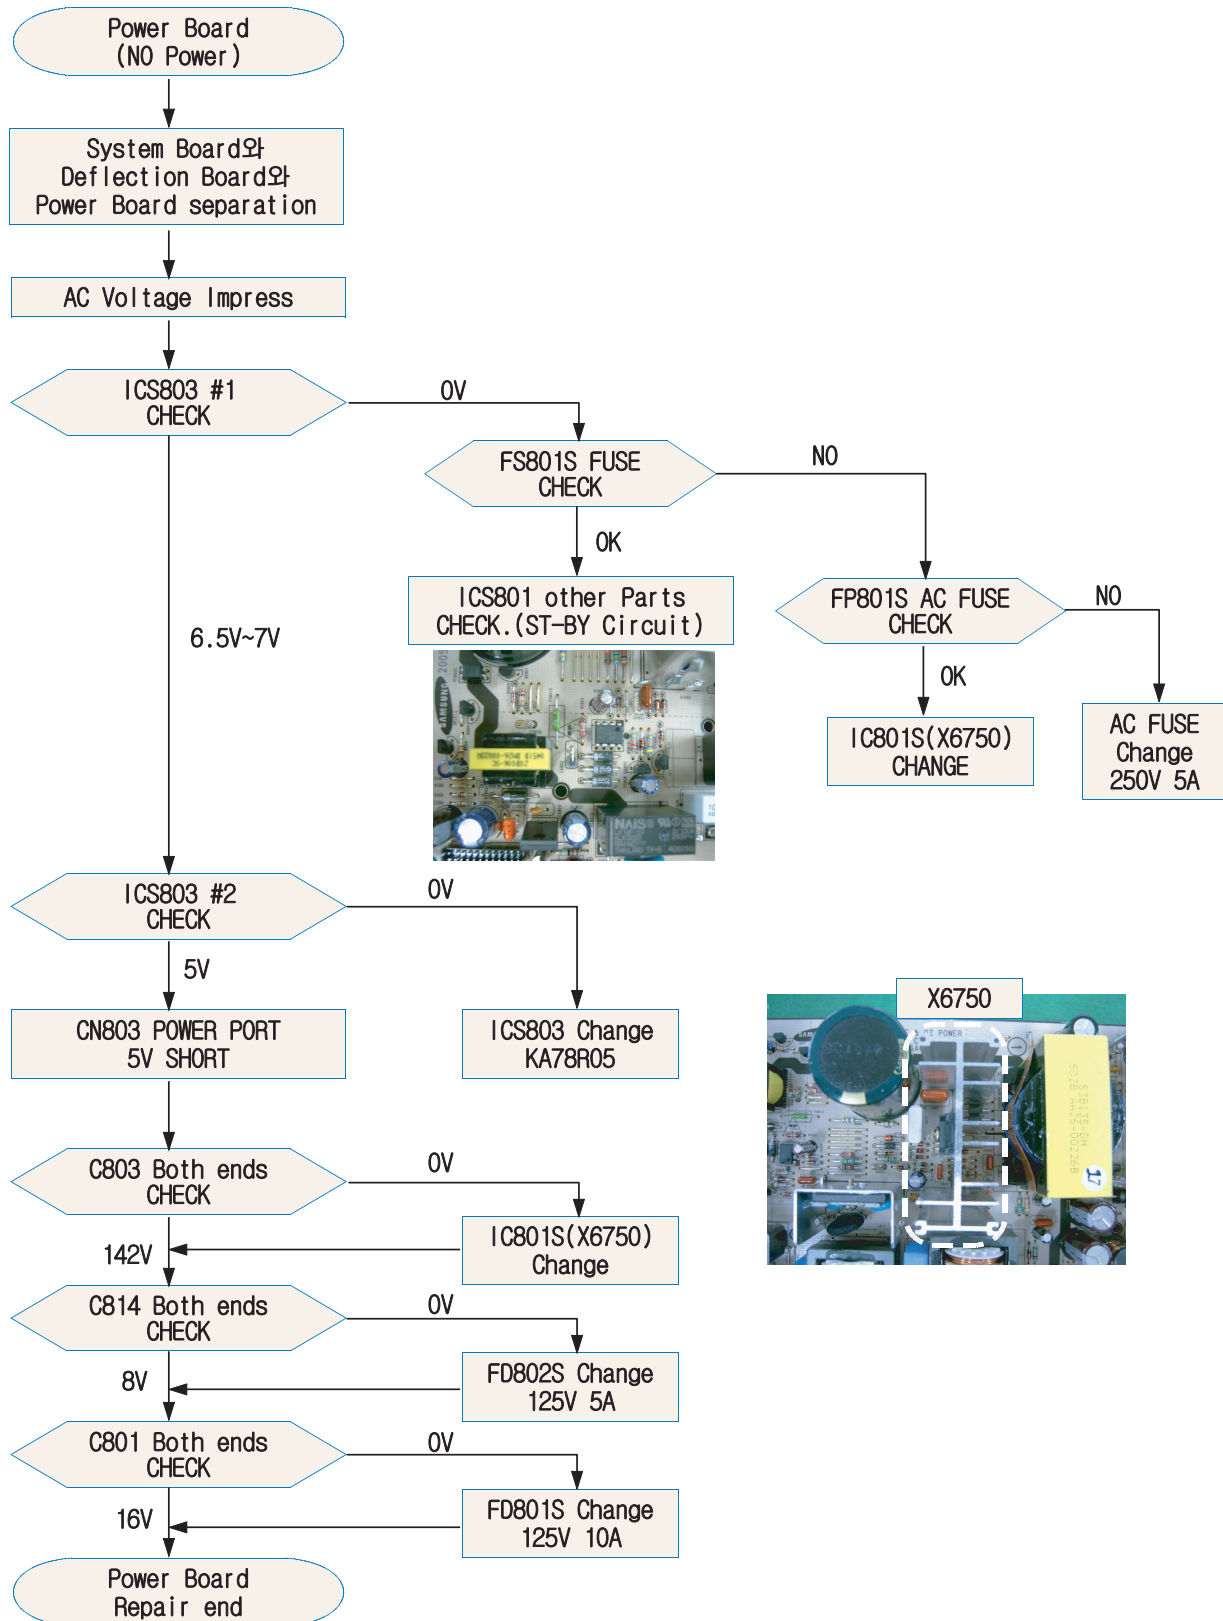 Power Board
(NO Power)
System Board와
Deflection Board와
Power Board separation
AC Voltage Impress
ICS803 #1
CHECK
0V
FS801S FUSE
CHECK
NO
OK
ICS801 other Parts
CHECK.(ST-BY Circuit)
FP801S AC FUSE
CHECK
NO
OK
IC801S(X6750)
CHANGE
AC FUSE
Change
250V 5A
6.5V~7V
SAMSUNG
2005
NAIS
ICS803 #2
CHECK
0V
5V
CN803 POWER PORT
5V SHORT
ICS803 Change
KA78R05
X6750
POWER
17
C803 Both ends
CHECK
0V
142V
IC801S(X6750)
Change
C814 Both ends
CHECK
0V
8V
FD802S Change
125V 5A
C801 Both ends
CHECK
0V
16V
FD801S Change
125V 10A
Power Board
Repair end